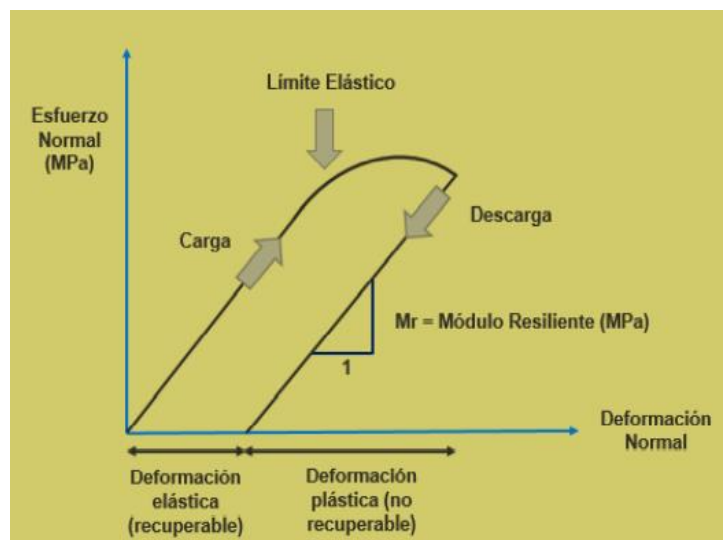 Límite Elástico
Esfuerzo
Normal
(MPa)
Carga
Descarga
Mr = Módulo Resiliente (MPa)
1
Deformación
Normal
Deformación
elástica
(recuperable)
Deformación
plástica (no
recuperable)